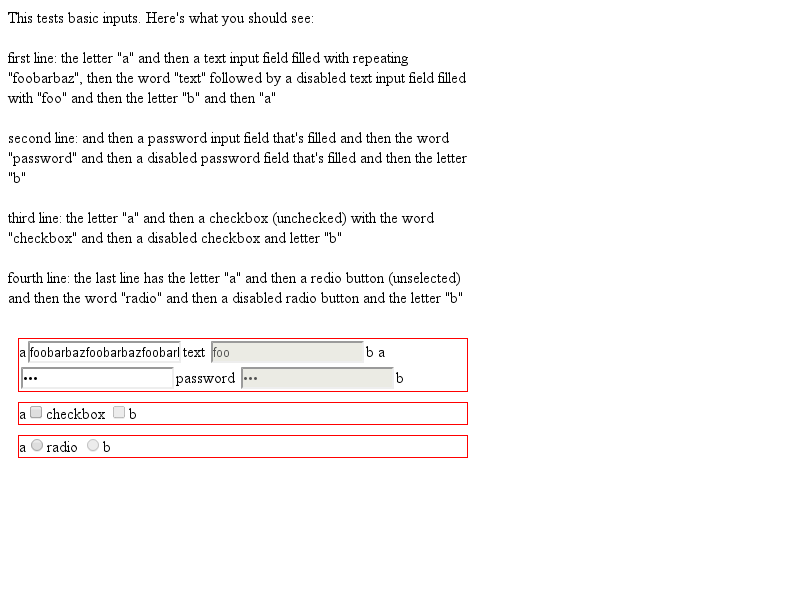 This tests basic inputs. Here's what you should see:
first line: the letter "a" and then a text input field filled with repeating
"foobarbaz", then the word "text" followed by a disabled text input field filled
with "foo" and then the letter "b" and then "a"
second line: and then a password input field that's filled and then the word
"password" and then a disabled password field that's filled and then the letter
"b"
third line: the letter "a" and then a checkbox (unchecked) with the word
"checkbox" and then a disabled checkbox and letter "b"
fourth line: the last line has the letter "a" and then a redio button (unselected)
and then the word "radio" and then a disabled radio button and the letter "b"
a foobarbazfoobarbazfoobarl text foo b a
••• password ••• b
a checkbox b
a radio b